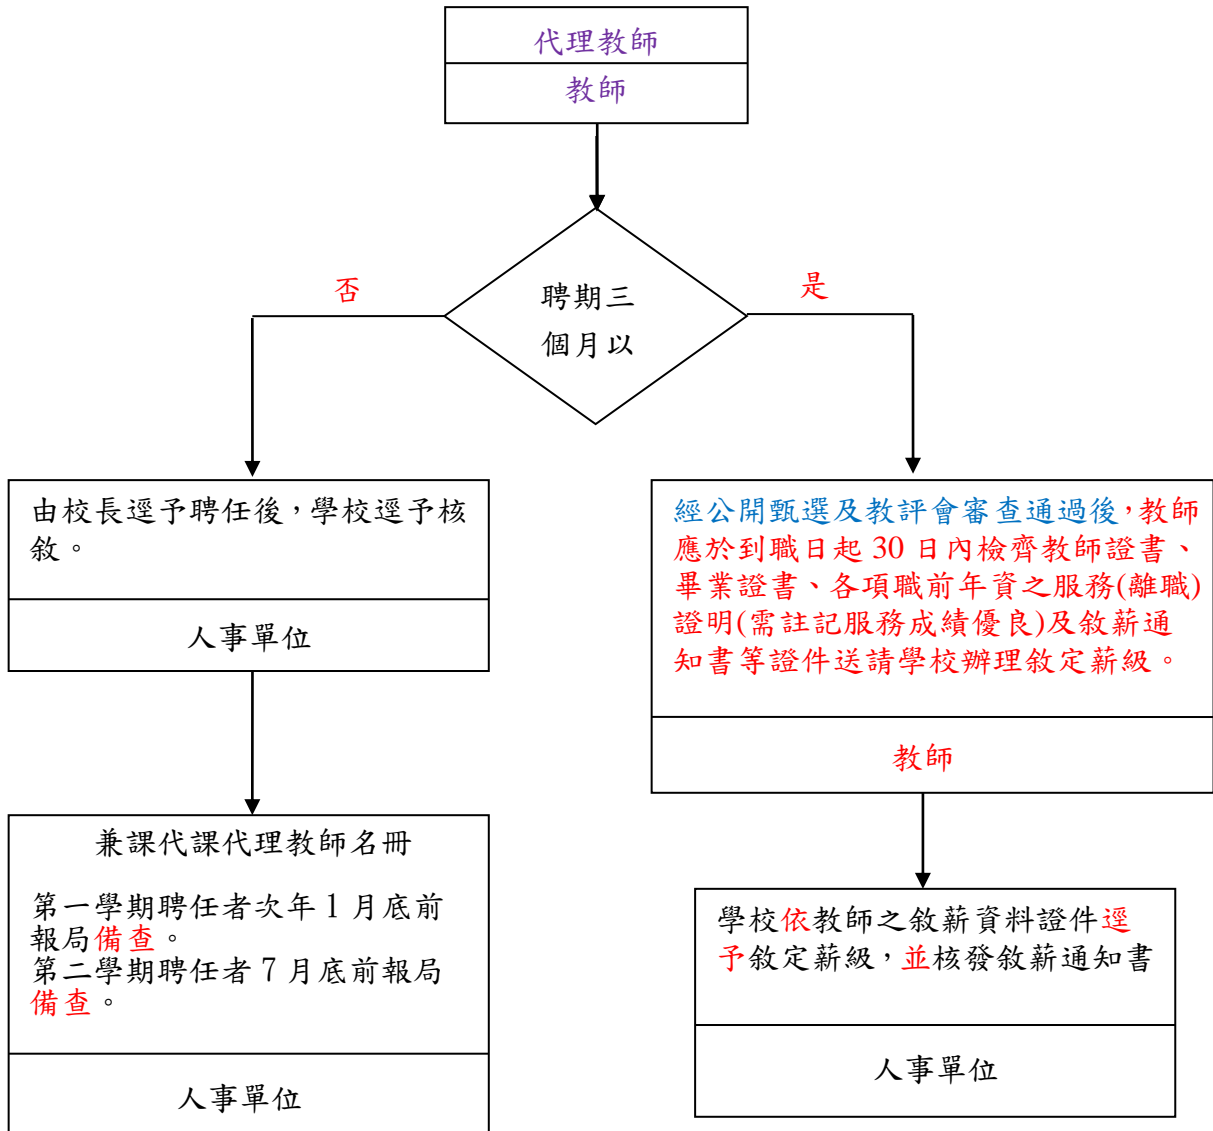 代理教師
教師
否
是
聘期三
個月以
由校長逕予聘任後，學校逕予核
敘。
人事單位
經公開甄選及教評會審查通過後，教師
應於到職日起 30 日內檢齊教師證書、
畢業證書、各項職前年資之服務(離職)
證明(需註記服務成績優良)及敘薪通
知書等證件送請學校辦理敘定薪級。
教師
兼課代課代理教師名冊
第一學期聘任者次年 1 月底前
報局備查。
第二學期聘任者 7 月底前報局
備查。
人事單位
學校依教師之敘薪資料證件逕
予敘定薪級，並核發敘薪通知書
人事單位